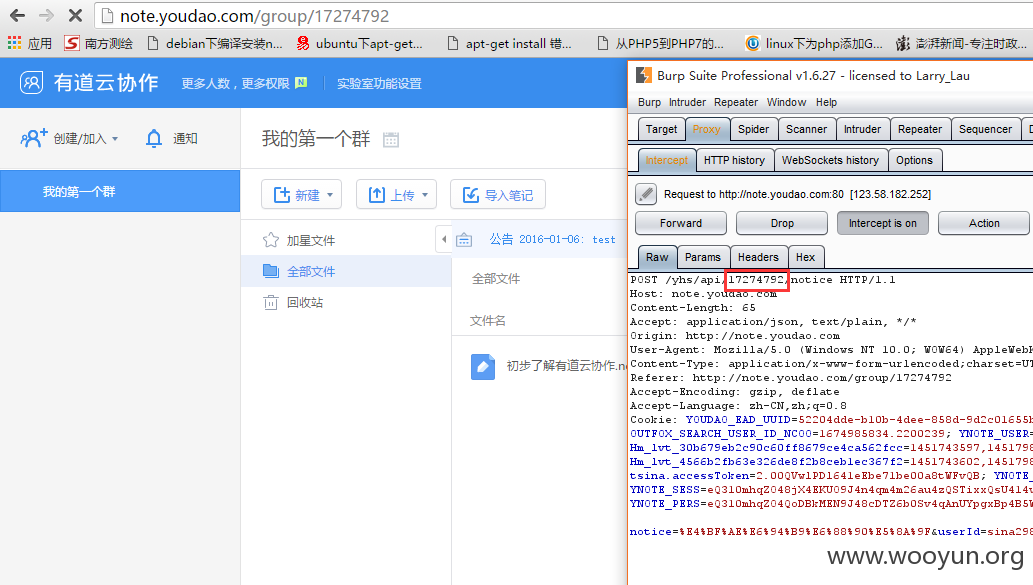 note.youdao.com/group/17274792
应用 南方测绘 debian下编译安装n... ubuntu下apt-get... apt-get install 错... 从PHP5到PHP7的... linux下为php添加G... 澎湃新闻-专注时政...
有道云协作 更多人数，更多权限 N 实验室功能设置
创建/加入 通知
我的第一个群
我的第一个群
新建 上传 导入笔记
加星文件
全部文件
回收站
公告 2016-01-06: test
全部文件
文件名
初步了解有道云协作.no
Burp Suite Professional v1.6.27 - licensed to Larry_Lau
Burp Intruder Repeater Window Help
Target Proxy Spider Scanner Intruder Repeater Sequencer
Intercept HTTP history WebSockets history Options
Request to http://note.youdao.com:80 [123.58.182.252]
Forward Drop Intercept is on Action
Raw Params Headers Hex
POST /yhs/api/17274792/notice HTTP/1.1
Host: note.youdao.com
Content-Length: 65
Accept: application/json, text/plain, */*
Origin: http://note.youdao.com
User-Agent: Mozilla/5.0 (Windows NT 10.0; WOW64) AppleWebK
Content-Type: application/x-www-form-urlencoded;charset=UT
Referer: http://note.youdao.com/group/17274792
Accept-Encoding: gzip, deflate
Accept-Language: zh-CN,zh;q=0.8
Cookie: YOUDAO_EAD_UUID=52204dde-b10b-4dee-858d-9d2c01655b
OUTFOX_SEARCH_USER_ID_NCOO=1674985834.2200239; YNOTE_USER=
Hm_lvt_30b679eb2c90c60ff8679ce4ca562fcc=1451743597,1451798
Hm_lvt_4566b2fb63e326de8f2b8ceb1ec367f2=1451743602,1451798
tsina.accessToken=2.00QVw1PD1641eEbe71be00a8tWFvQB; YNOTE_
YNOTE_SESS=eQ310mhqZO48jX4EKUO9J4n4qm4m26au4zQSTixxQsU414v
YNOTE_PERS=eQ310mhqZO4QoDBkMEN9J48cDTZ6b0Sv4qAnUYpgxBp4B5W
notice=%E4%BF%AE%E6%94%B9%E6%88%90%E5%8A%9F&userId=sina298
www.wooyun.org